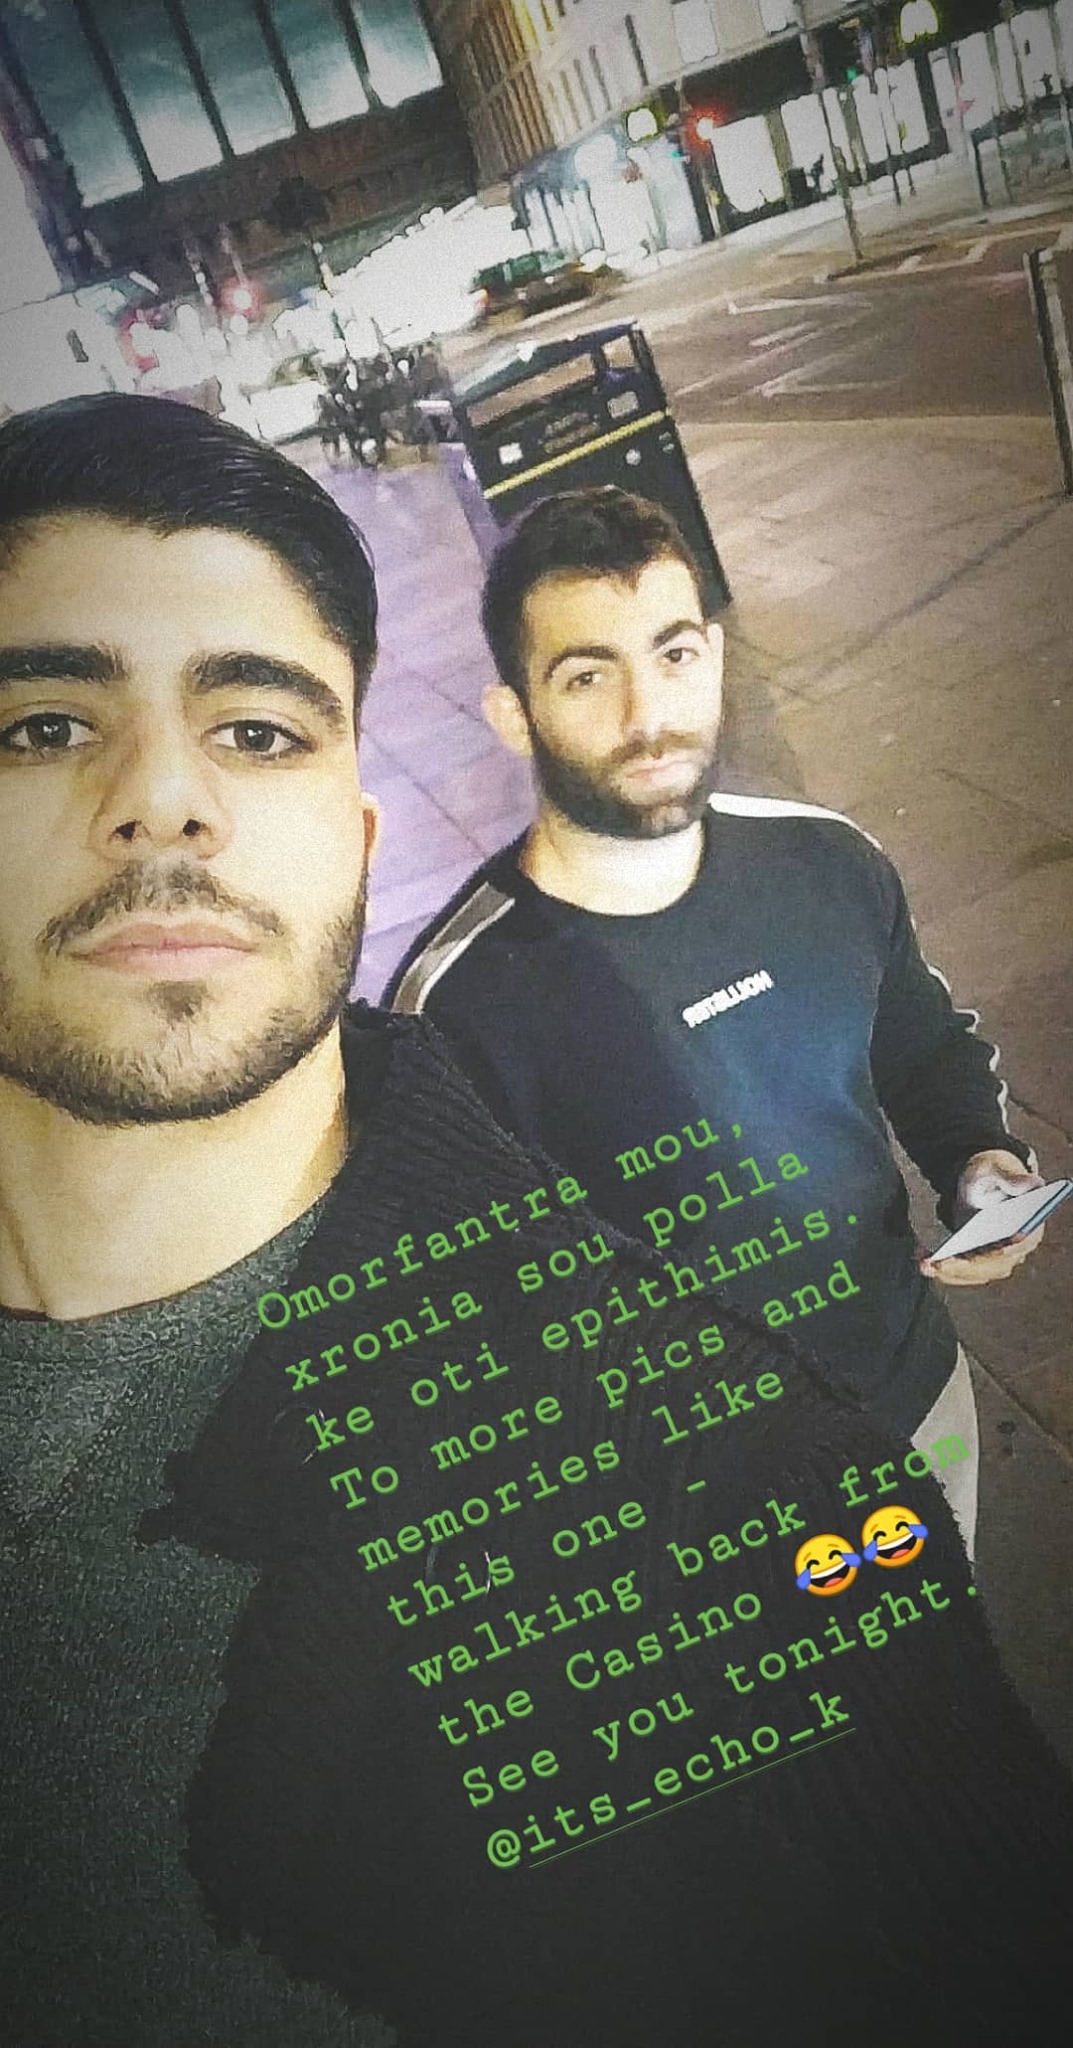 HOLLISTER
Omorfantra mou,
xronia sou polla
ke oti epithimis.
To more pics and
memories like
this one -
walking back from
the Casino 😂😂
See you tonight.
@its_echo_k